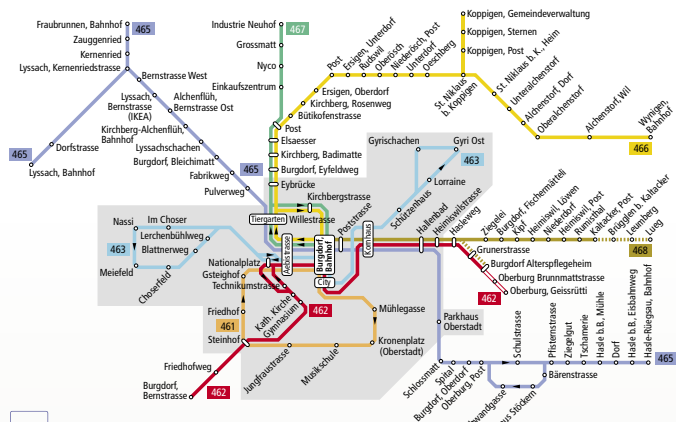 Fraubrunnen, Bahnhof
Zauggenried
Kernenried
Lyssach, Kernenriedstrasse
465
Bernstrasse West
Lyssach,
Bernstrasse
(IKEA)
Alchenflüh,
Bernstrasse Ost
Kirchberg-Alchenflüh,
Bahnhof
Lyssachschachen
Burgdorf, Bleichimatt
Fabrikweg
Pulverweg
465
465
Dorfstrasse
Lyssach, Bahnhof
Industrie Neuhof
467
Grossmatt
Nyco
Einkaufszentrum
Post
Elsaesser
Kirchberg, Badimatte
Burgdorf, Eyfeldweg
Eybrücke
Kirchbergstrasse
Tiergarten
Willestrasse
Bütikofenstrasse
Kirchberg, Rosenweg
Ersigen, Oberdorf
Post
Ersigen, Unterdorf
Rudswil
Oberösch
Niederösch, Post
Unterdorf
Oeschberg
St. Niklaus
b. Koppigen
Koppigen, Gemeindeverwaltung
Koppigen, Sternen
Koppigen, Post
St. Niklaus b. K., Heim
Unteralchenstorf
Alchenstorf, Dorf
Oberalchenstorf
Alchenstorf, Wil
Wynigen,
Bahnhof
466
Gyrischachen
Gyri Ost
463
Lorraine
Schützenhaus
Poststrasse
Kornhaus
Hallenbad
Heimiswilstrasse
Hasleweg
Ziegelei
Burgdorf, Fischermätteli
Kipf
Heimiswil, Löwen
Niederdorf
Heimiswil, Post
Rumisthal
Kaltacker, Post
Brügglen b. Kaltacker
Leumberg
Lueg
468
Grunerstrasse
Burgdorf Alterspflegeheim
Oberburg Brunnmattstrasse
Oberburg, Geissrütti
462
Nassi
Im Choser
Lerchenbühlweg
Blatternweg
463
Meiefeld
Choserfeld
Nationalplatz
Aebistrasse
Burgdorf,
Bahnhof
City
Gsteighof
Technikumstrasse
Kath. Kirche
Gymnasium
462
Friedhof
461
Steinhof
Friedhofweg
462
Burgdorf,
Bernstrasse
Jungfraustrasse
Musikschule
Mühlegasse
Kronenplatz
(Oberstadt)
Parkhaus
Oberstadt
Schlossmatt
Spital
Burgdorf, Oberdorf
Oberburg, Post
Schulstrasse
Bärenstrasse
Pfistenstrasse
Ziegelgut
Tschamerie
Hasle b.B., Mühle
Dorf
Hasle b.B., Eisbahnweg
Hasle-Rüegsau, Bahnhof
465